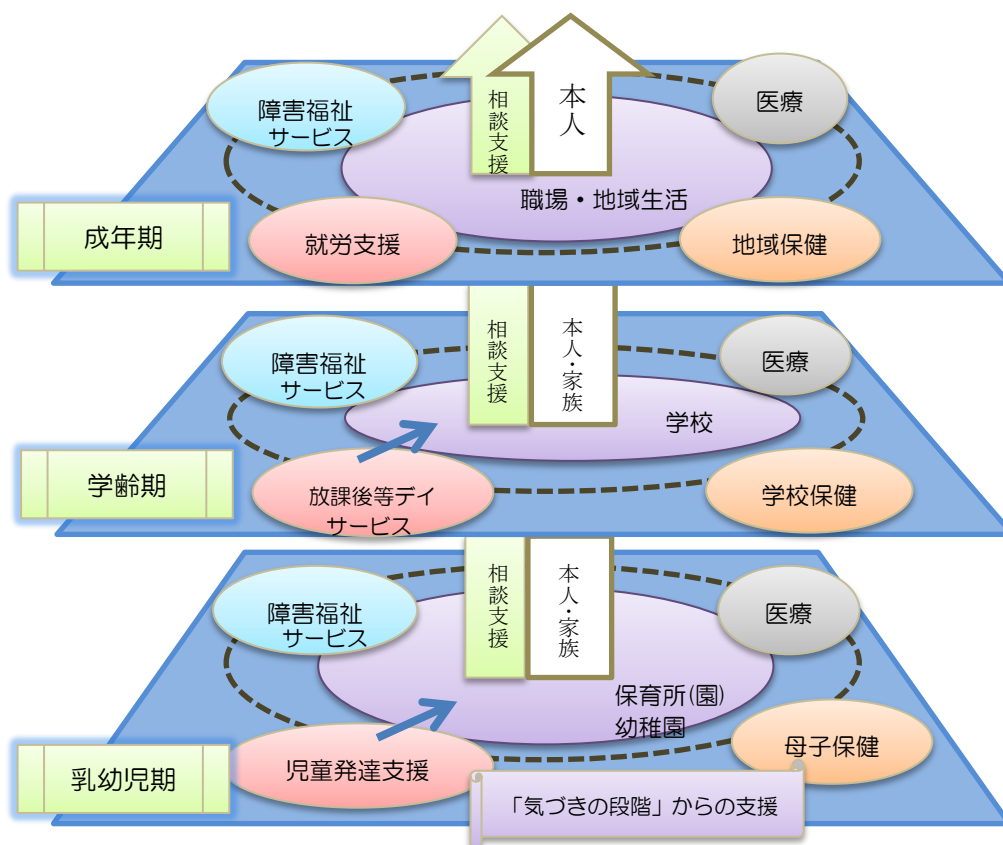 障害福祉
サービス
相談支援
本人
医療
職場・地域生活
成年期
就労支援
地域保健
障害福祉
サービス
相談支援
本人・家族
医療
学校
学齢期
放課後等デイ
サービス
学校保健
障害福祉
サービス
相談支援
本人・家族
医療
保育所(園)
幼稚園
乳幼児期
児童発達支援
母子保健
「気づきの段階」からの支援